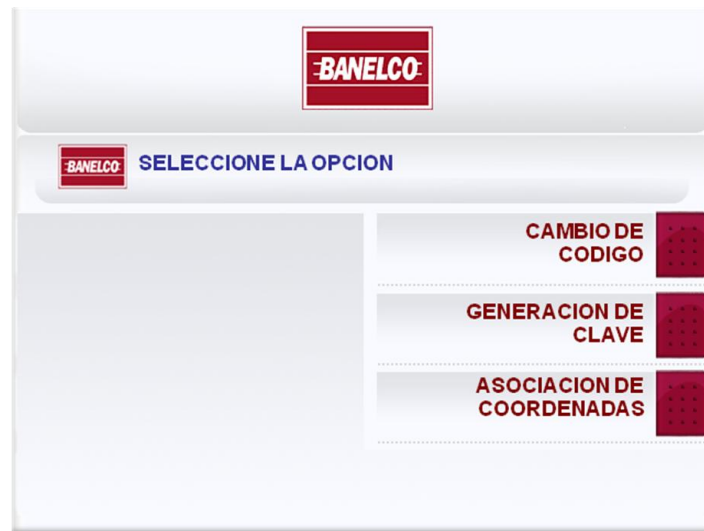 BANELCO
BANELCO SELECCIONE LA OPCION
CAMBIO DE
CODIGO
GENERACION DE
CLAVE
ASOCIACION DE
COORDENADAS